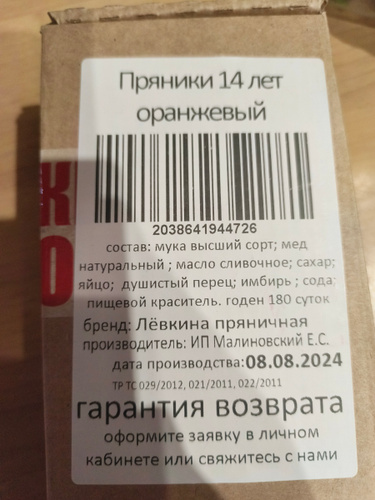 Пряники 14 лет
оранжевый
2038641944726
состав: мука высший сорт; мед
натуральный ; масло сливочное; сахар;
яйцо; душистый перец; имбирь ; сода;
пищевой краситель. годен 180 суток
бренд: Лёвкина пряничная
производитель: ИП Малиновский Е.С.
дата производства:08.08.2024
ТР ТС 029/2012, 021/2011, 022/2011
гарантия возврата
оформите заявку в личном
кабинете или свяжитесь с нами